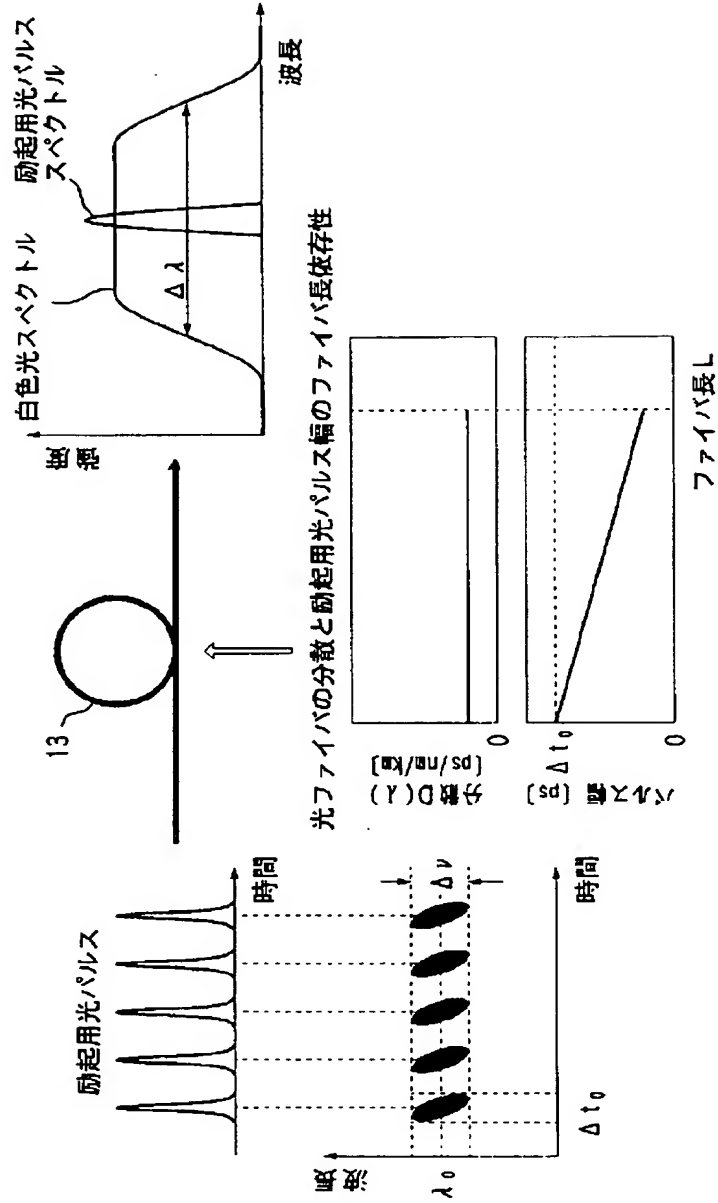 励起用光パルス
時間
波長
λ0
Δν
Δt0
時間
13
強度
白色光スペクトル
励起用光パルス
スペクトル
Δλ
波長
光ファイバの分散と励起用光パルス幅のファイバ長依存性
分散D(λ)
[ps/nm/km]
0
パルス幅 [ps]
Δt0
0
ファイバ長L